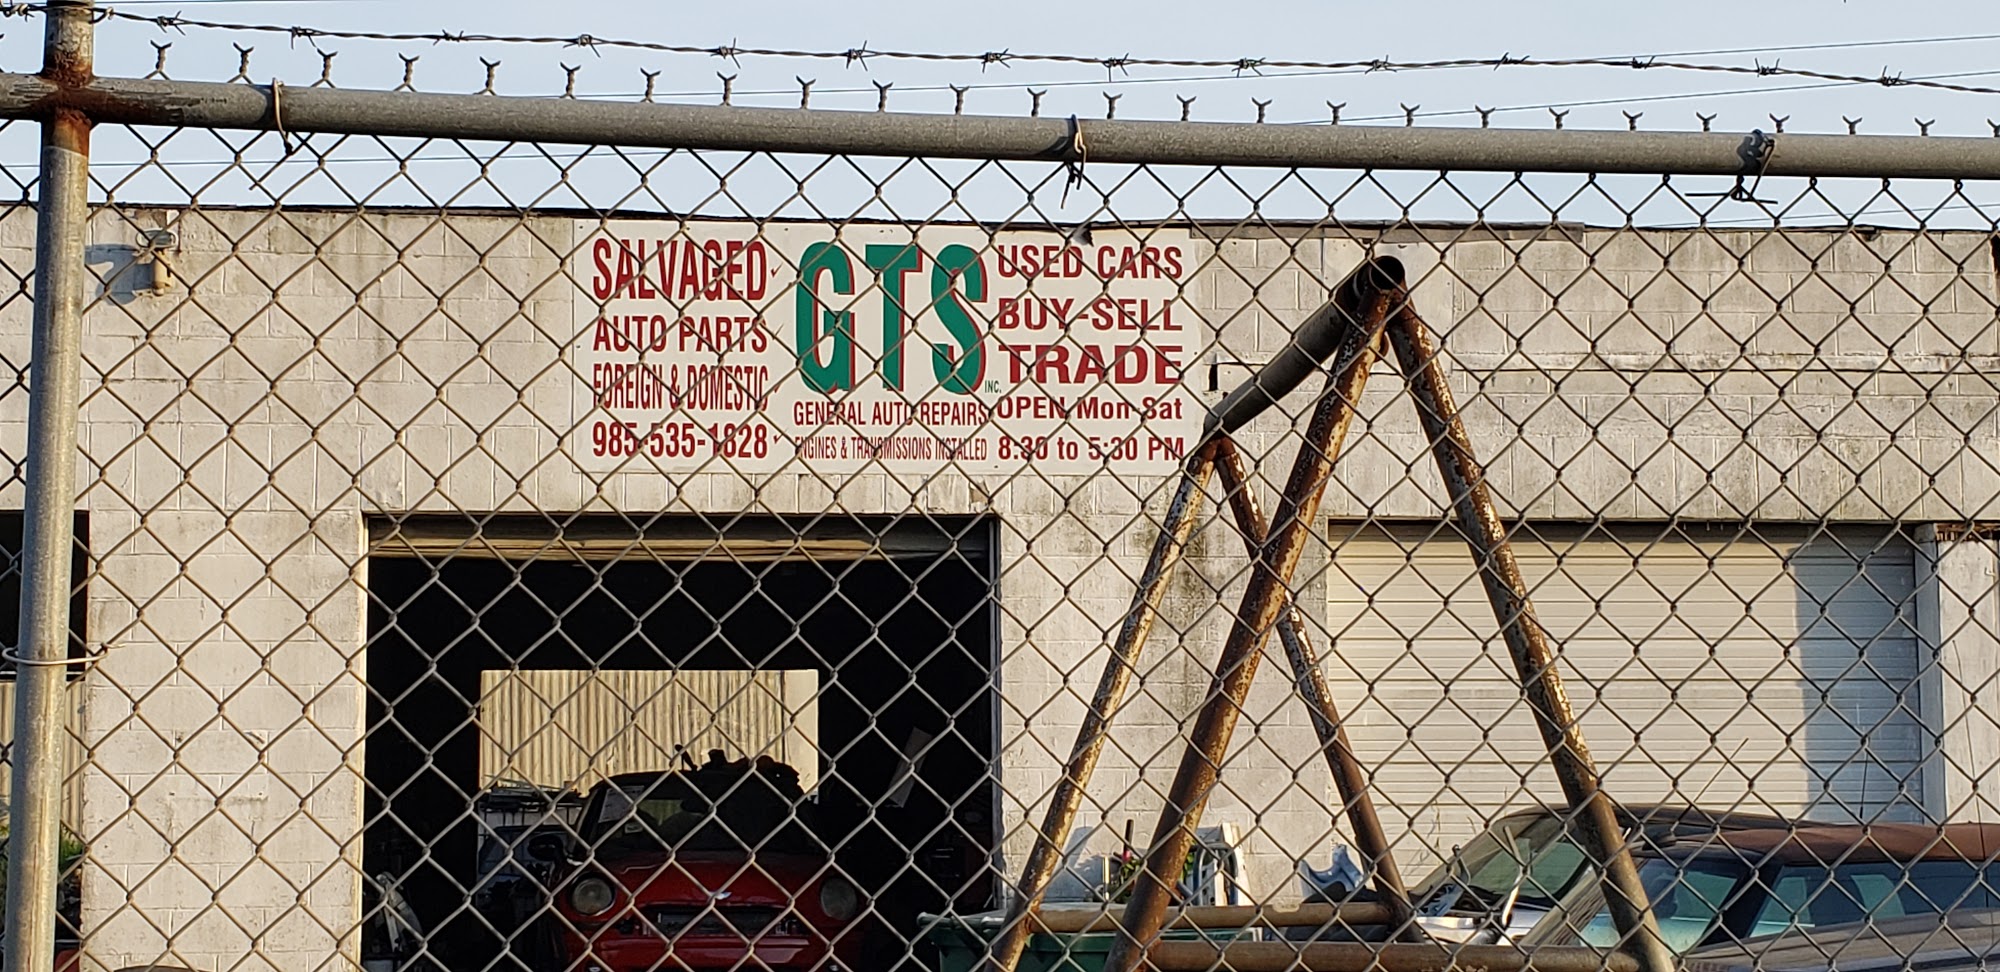 SALVAGED
AUTO PARTS
FOREIGN & DOMESTIC
985-535-1828
GTS
INC.
GENERAL AUTO REPAIRS
ENGINES & TRANSMISSIONS INSTALLED
USED CARS
BUY-SELL
TRADE
OPEN Mon-Sat
8:30 to 5:30 PM